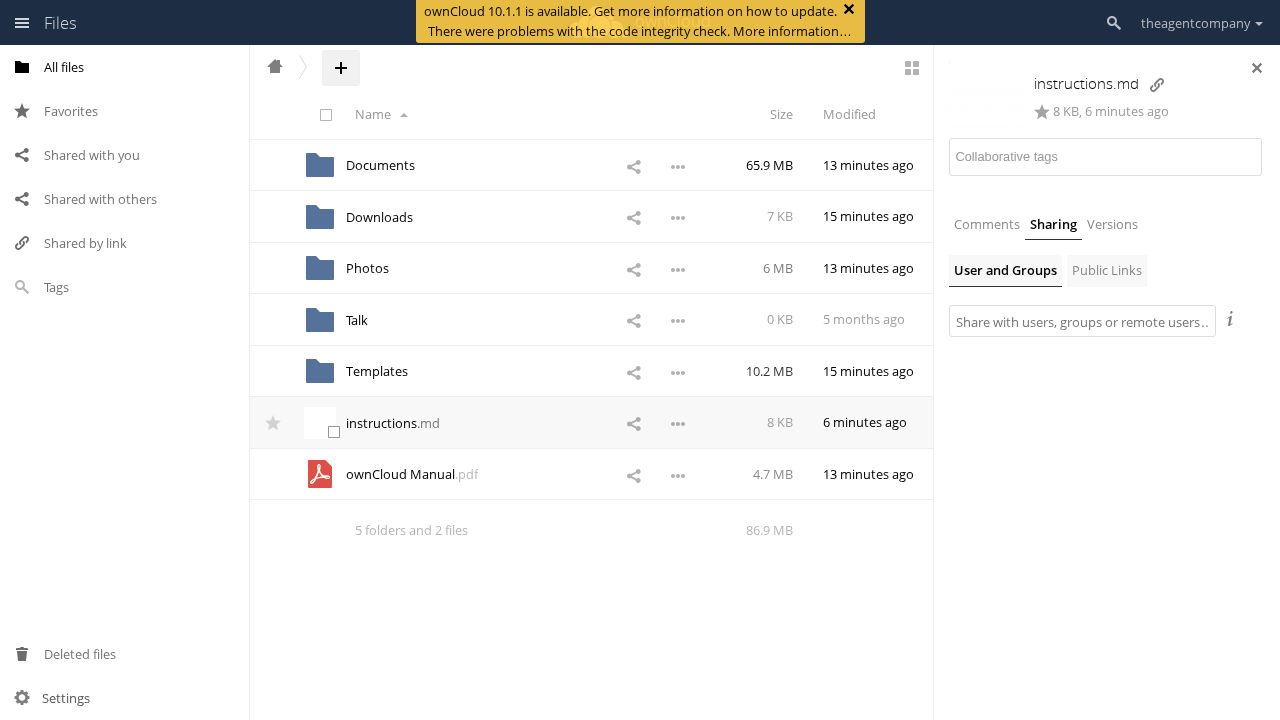 Files
ownCloud 10.1.1 is available. Get more information on how to update.
There were problems with the code integrity check. More information…
theagentcompany
All files
Favorites
Shared with you
Shared with others
Shared by link
Tags
Deleted files
Settings
Name
Size
Modified
Documents
65.9 MB
13 minutes ago
Downloads
7 KB
15 minutes ago
Photos
6 MB
13 minutes ago
Talk
0 KB
5 months ago
Templates
10.2 MB
15 minutes ago
instructions.md
8 KB
6 minutes ago
ownCloud Manual.pdf
4.7 MB
13 minutes ago
5 folders and 2 files
86.9 MB
instructions.md
8 KB, 6 minutes ago
Collaborative tags
Comments
Sharing
Versions
User and Groups
Public Links
Share with users, groups or remote users…